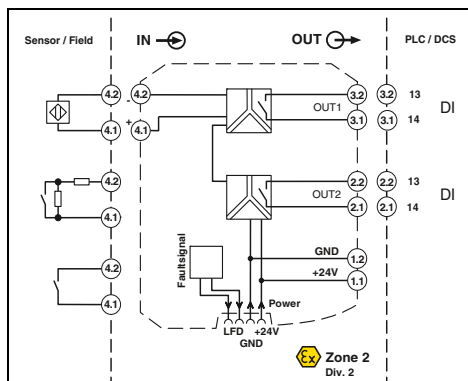 Sensor / Field
IN
OUT
PLC / DCS
4.2
4.2
-
3.2
3.2
13
DI
OUT1
4.1
+
4.1
3.1
3.1
14
4.2
2.2
2.2
13
DI
OUT2
4.1
2.1
2.1
14
Faultsignal
GND
1.2
4.2
+24V
1.1
4.1
Power
LFD
+24V
GND
Ex
Zone 2
Div. 2